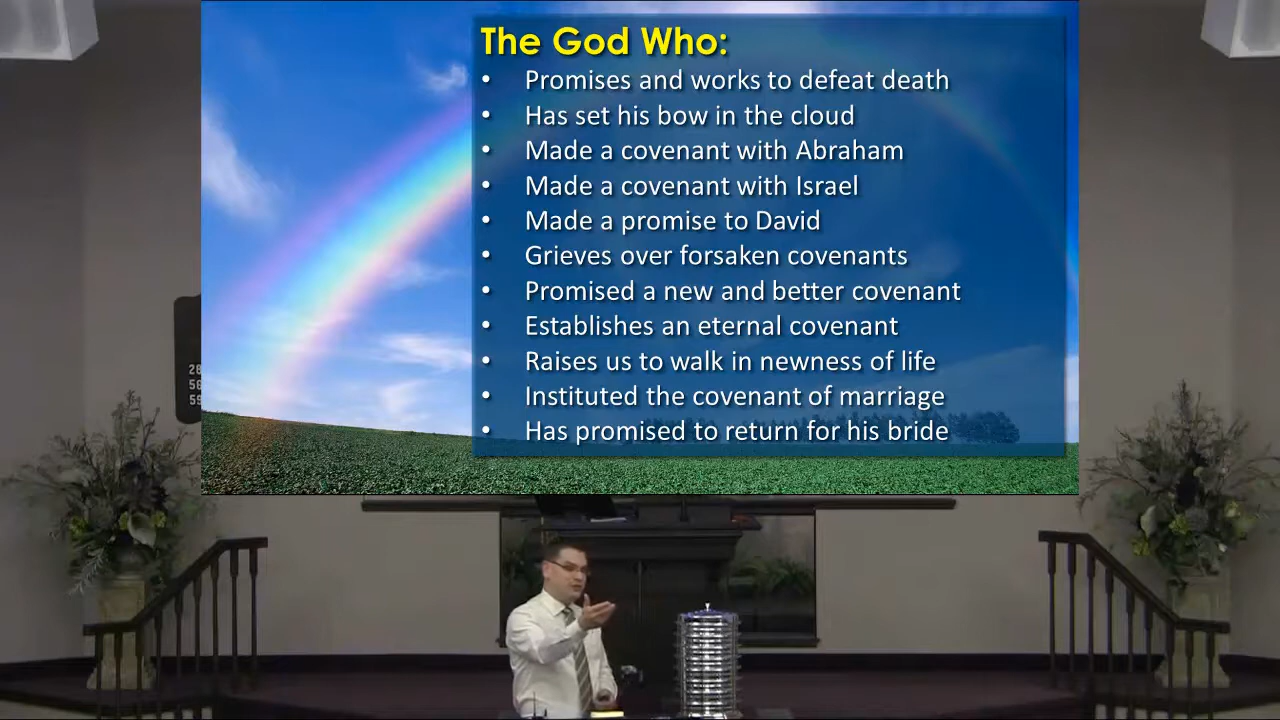 The God Who:
• Promises and works to defeat death
• Has set his bow in the cloud
• Made a covenant with Abraham
• Made a covenant with Israel
• Made a promise to David
• Grieves over forsaken covenants
• Promised a new and better covenant
• Establishes an eternal covenant
• Raises us to walk in newness of life
• Instituted the covenant of marriage
• Has promised to return for his bride